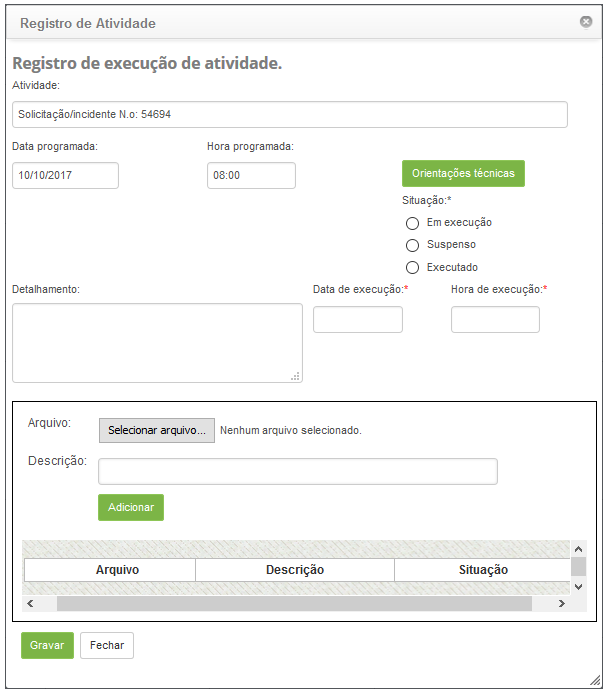 Registro de Atividade
Registro de execução de atividade.
Atividade:
Solicitação/incidente N.o: 54694
Data programada:
Hora programada:
10/10/2017
08:00
Orientações técnicas
Situação:*
Em execução
Suspenso
Executado
Detalhamento:
Data de execução:*
Hora de execução:*
Arquivo:
Selecionar arquivo...
Nenhum arquivo selecionado.
Descrição:
Adicionar
Arquivo Descrição Situação
Gravar
Fechar